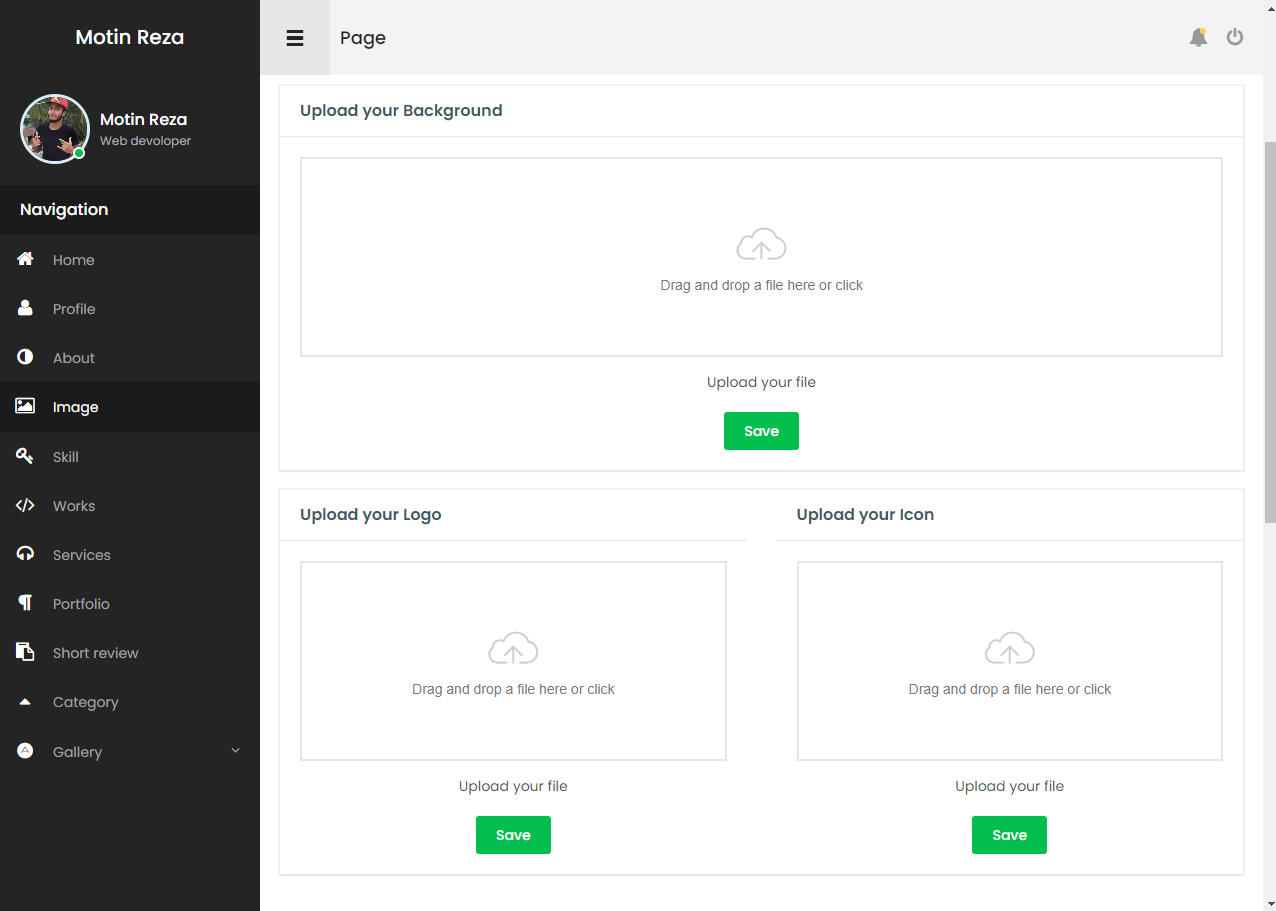 Motin Reza
Page
Motin Reza
Web devoloper
Navigation
Home
Profile
About
Image
Skill
Works
Services
Portfolio
Short review
Category
Gallery
Upload your Background
Drag and drop a file here or click
Upload your file
Save
Upload your Logo
Drag and drop a file here or click
Upload your file
Save
Upload your Icon
Drag and drop a file here or click
Upload your file
Save